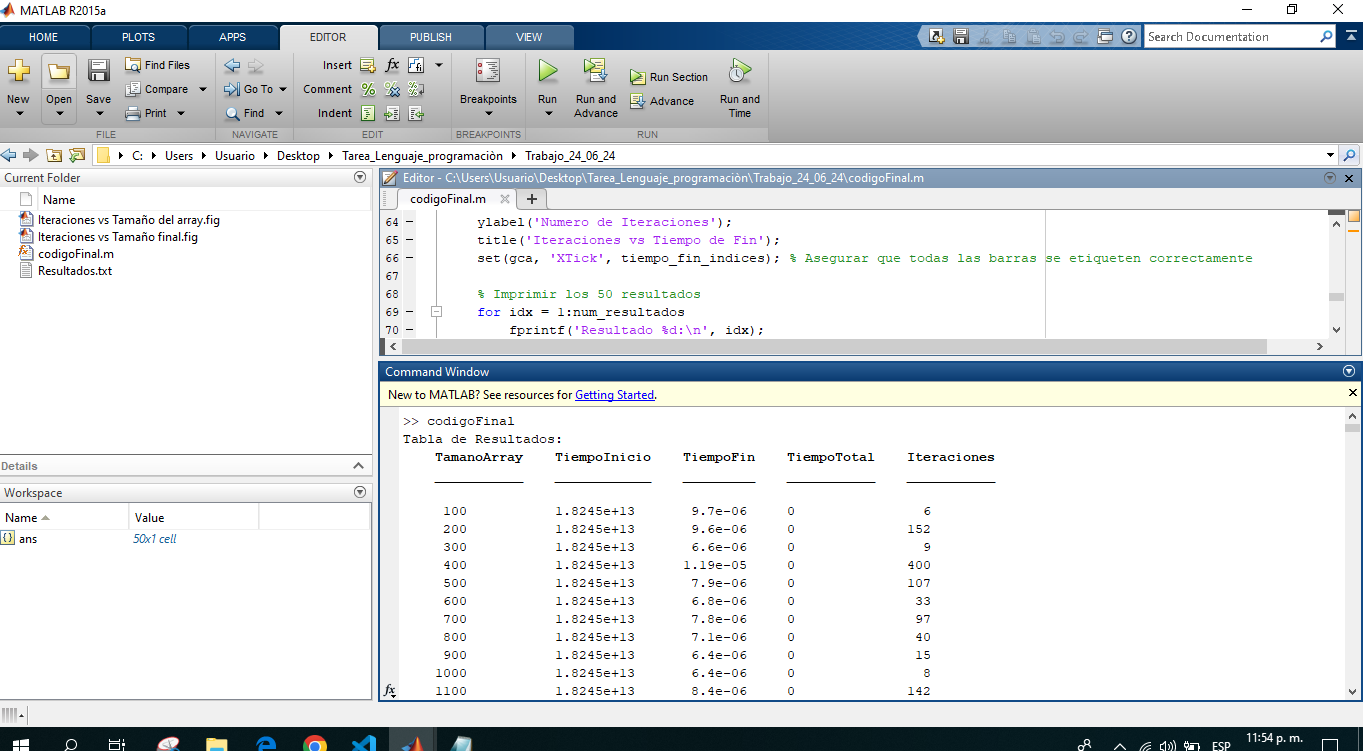 MATLAB R2015a
HOME PLOTS APPS EDITOR PUBLISH VIEW Search Documentation
New Open Save Find Files Compare Print
FILE
Go To Find
NAVIGATE
Insert fx
Comment
Indent
EDIT
Breakpoints
BREAKPOINTS
Run Run and Advance Run Section Advance Run and Time
RUN
C: Users Usuario Desktop Tarea_Lenguaje_programaciòn Trabajo_24_06_24
Current Folder
Name
Iteraciones vs Tamaño del array.fig
Iteraciones vs Tamaño final.fig
codigoFinal.m
Resultados.txt
Details
Workspace
Name Value
ans 50x1 cell
Editor - C:\Users\Usuario\Desktop\Tarea_Lenguaje_programaciòn\Trabajo_24_06_24\codigoFinal.m
codigoFinal.m
64 ylabel('Numero de Iteraciones');
65 title('Iteraciones vs Tiempo de Fin');
66 set(gca, 'XTick', tiempo_fin_indices); % Asegurar que todas las barras se etiqueten correctamente
67
68 % Imprimir los 50 resultados
69 for idx = 1:num_resultados
70 fprintf('Resultado %d:\n', idx);
Command Window
New to MATLAB? See resources for Getting Started.
>> codigoFinal
Tabla de Resultados:
TamanoArray TiempoInicio TiempoFin TiempoTotal Iteraciones
100 1.8245e+13 9.7e-06 0 6
200 1.8245e+13 9.6e-06 0 152
300 1.8245e+13 6.6e-06 0 9
400 1.8245e+13 1.19e-05 0 400
500 1.8245e+13 7.9e-06 0 107
600 1.8245e+13 6.8e-06 0 33
700 1.8245e+13 7.8e-06 0 97
800 1.8245e+13 7.1e-06 0 40
900 1.8245e+13 6.4e-06 0 15
1000 1.8245e+13 6.4e-06 0 8
1100 1.8245e+13 8.4e-06 0 142
fx
ESP 11:54 p. m.